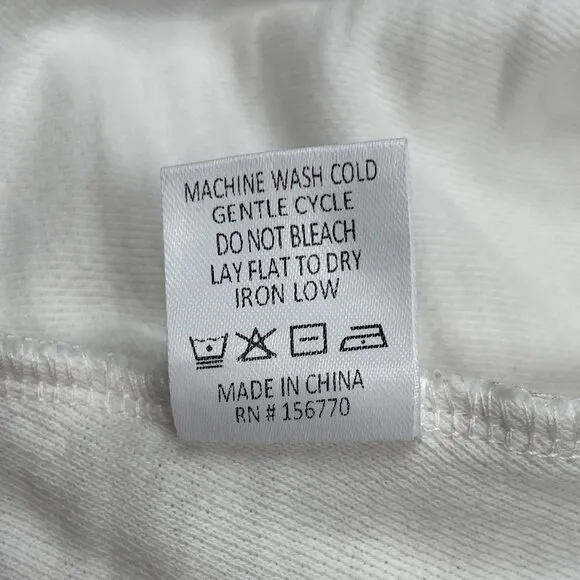 MACHINE WASH COLD
GENTLE CYCLE
DO NOT BLEACH
LAY FLAT TO DRY
IRON LOW
MADE IN CHINA
RN # 156770